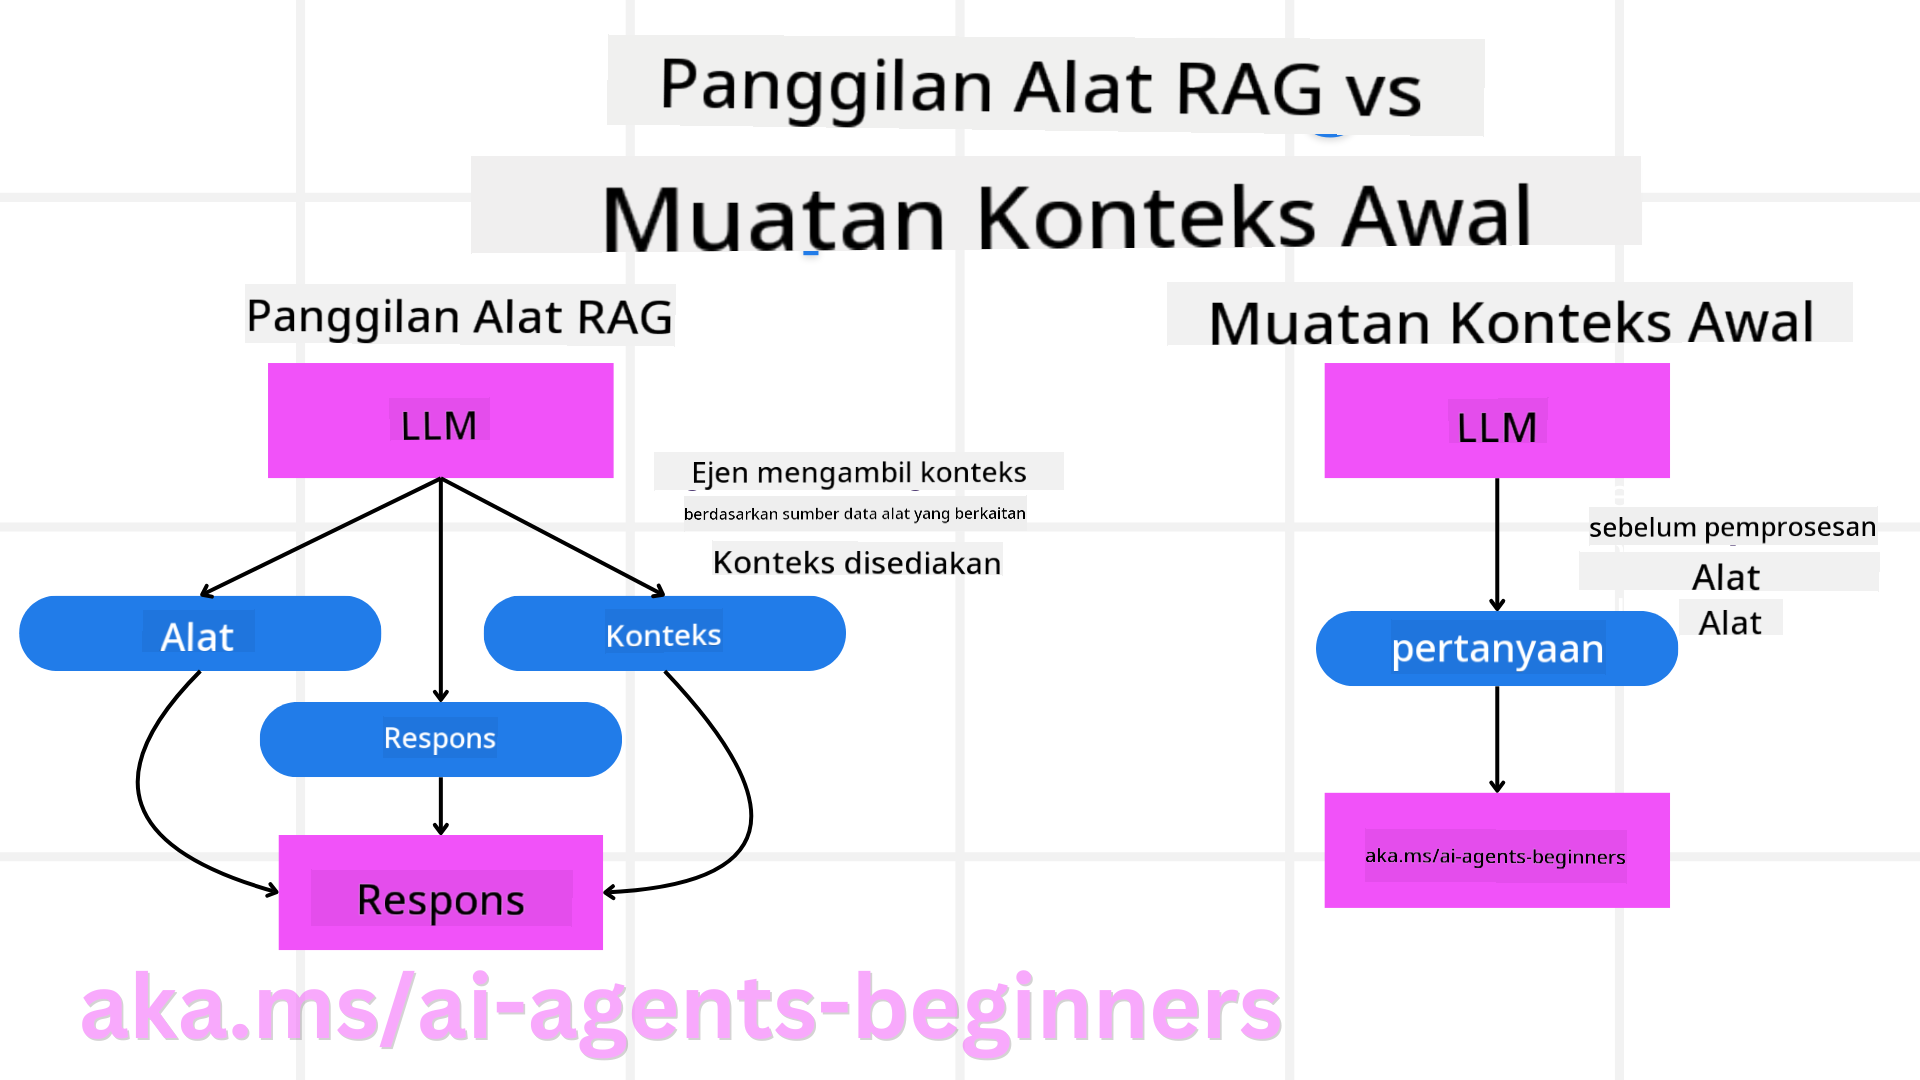 Panggilan Alat RAG vs
Muatan Konteks Awal
Panggilan Alat RAG
LLM
Ejen mengambil konteks
berdasarkan sumber data alat yang berkaitan
Konteks disediakan
Alat
Konteks
Respons
Respons
Muatan Konteks Awal
LLM
sebelum pemprosesan
Alat
Alat
pertanyaan
aka.ms/ai-agents-beginners
aka.ms/ai-agents-beginners